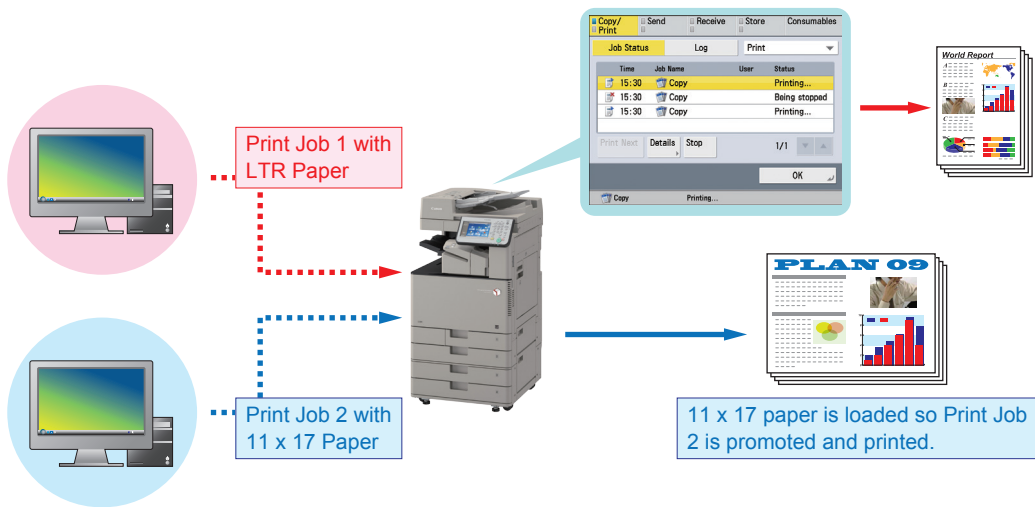 Copy/
Print
Send
Receive
Store
Consumables
Job Status
Log
Print
Time
Job Name
User
Status
15:30
Copy
Printing...
15:30
Copy
Being stopped
15:30
Copy
Printing...
Print Next
Details
Stop
1/1
OK
Copy
Printing...
World Report
A
B
C
Print Job 1 with
LTR Paper
PLAN 09
Print Job 2 with
11 x 17 Paper
11 x 17 paper is loaded so Print Job
2 is promoted and printed.